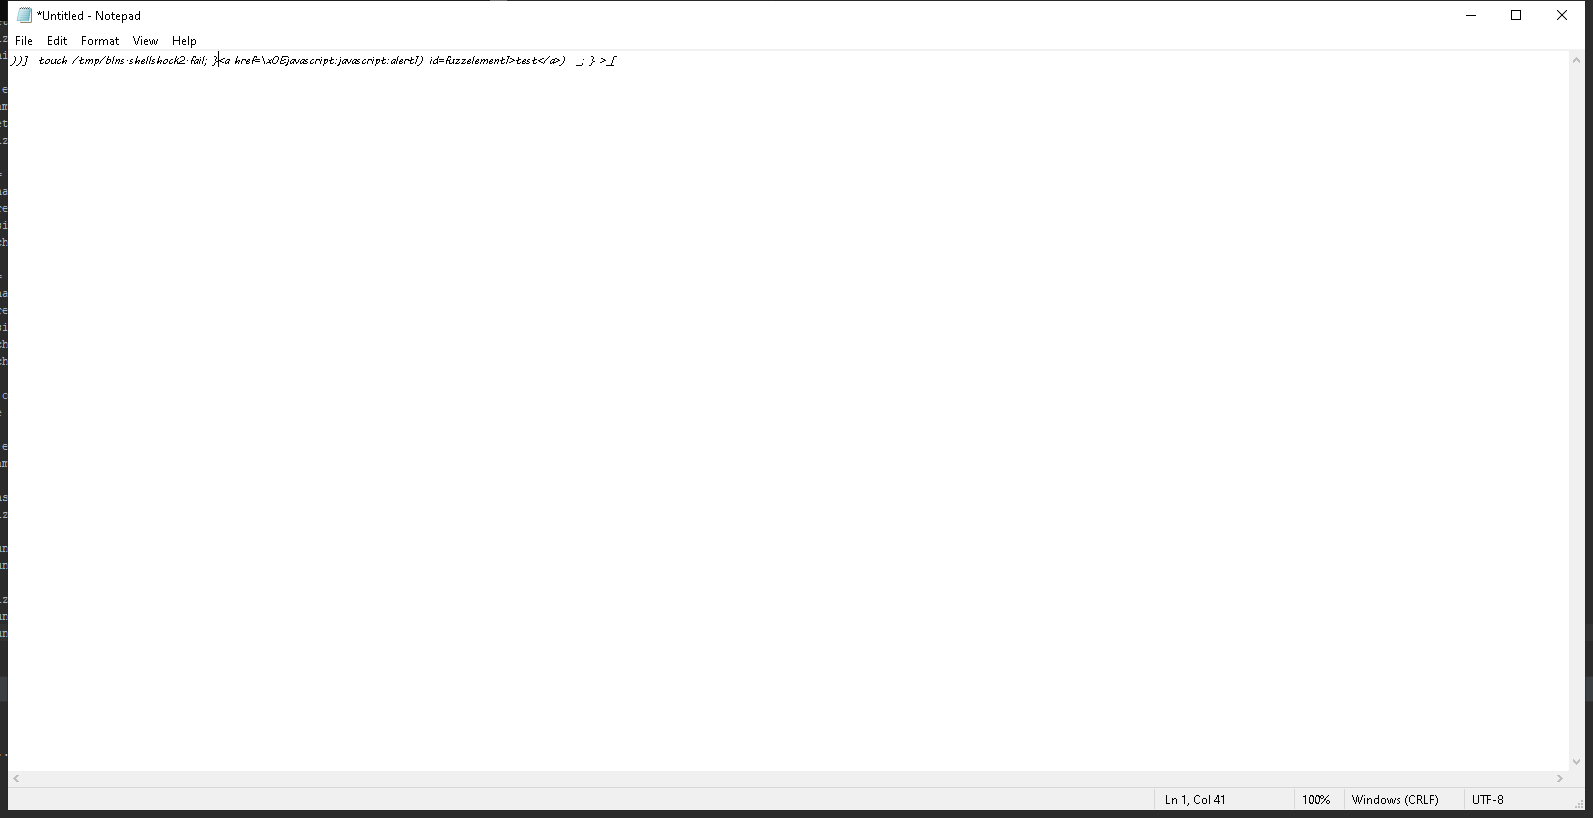 *Untitled - Notepad
File Edit Format View Help
))] touch /tmp/blns.shellshock2.fail; }<a href=\x0Ejavascript:javascript:alert1) id=fuzzelement1>test</a>) _; } >_[
Ln 1, Col 41 100% Windows (CRLF) UTF-8